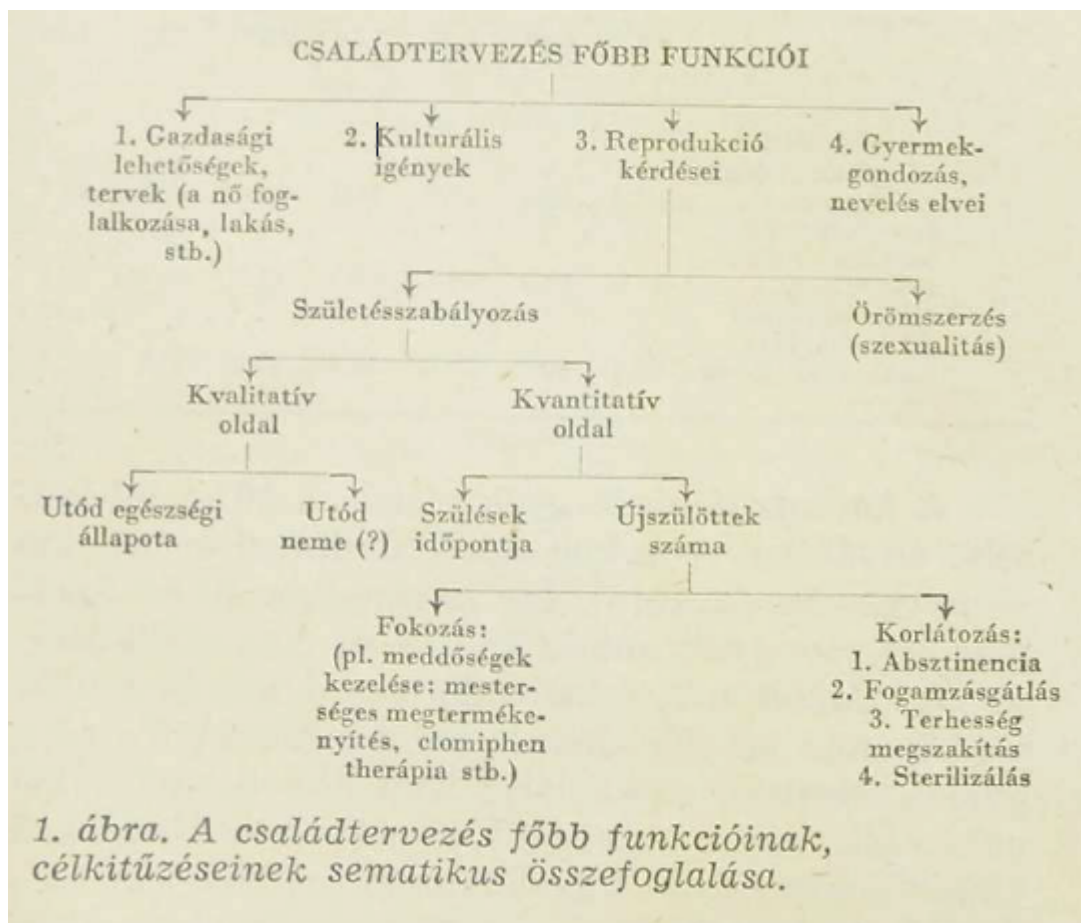 CSALÁDTERVEZÉS FŐBB FUNKCIÓI
1. Gazdasági
lehetőségek,
tervek (a nő fog-
lalkozása, lakás,
stb.)
2. Kulturális
igények
3. Reprodukció
kérdései
4. Gyermek-
gondozás,
nevelés elvei
Születésszabályozás
Örömszerzés
(szexualitás)
Kvalitatív
oldal
Kvantitatív
oldal
Utód egészségi
állapota
Utód
neme (?)
Szülések
időpontja
Újszülöttek
száma
Fokozás:
(pl. meddőségek
kezelése: mester-
séges megterméke-
nyítés, clomiphen
therápia stb.)
Korlátozás:
1. Absztinencia
2. Fogamzásgátlás
3. Terhesség
megszakítás
4. Sterilizálás
1. ábra. A családtervezés főbb funkcióinak,
célkitűzéseinek sematikus összefoglalása.